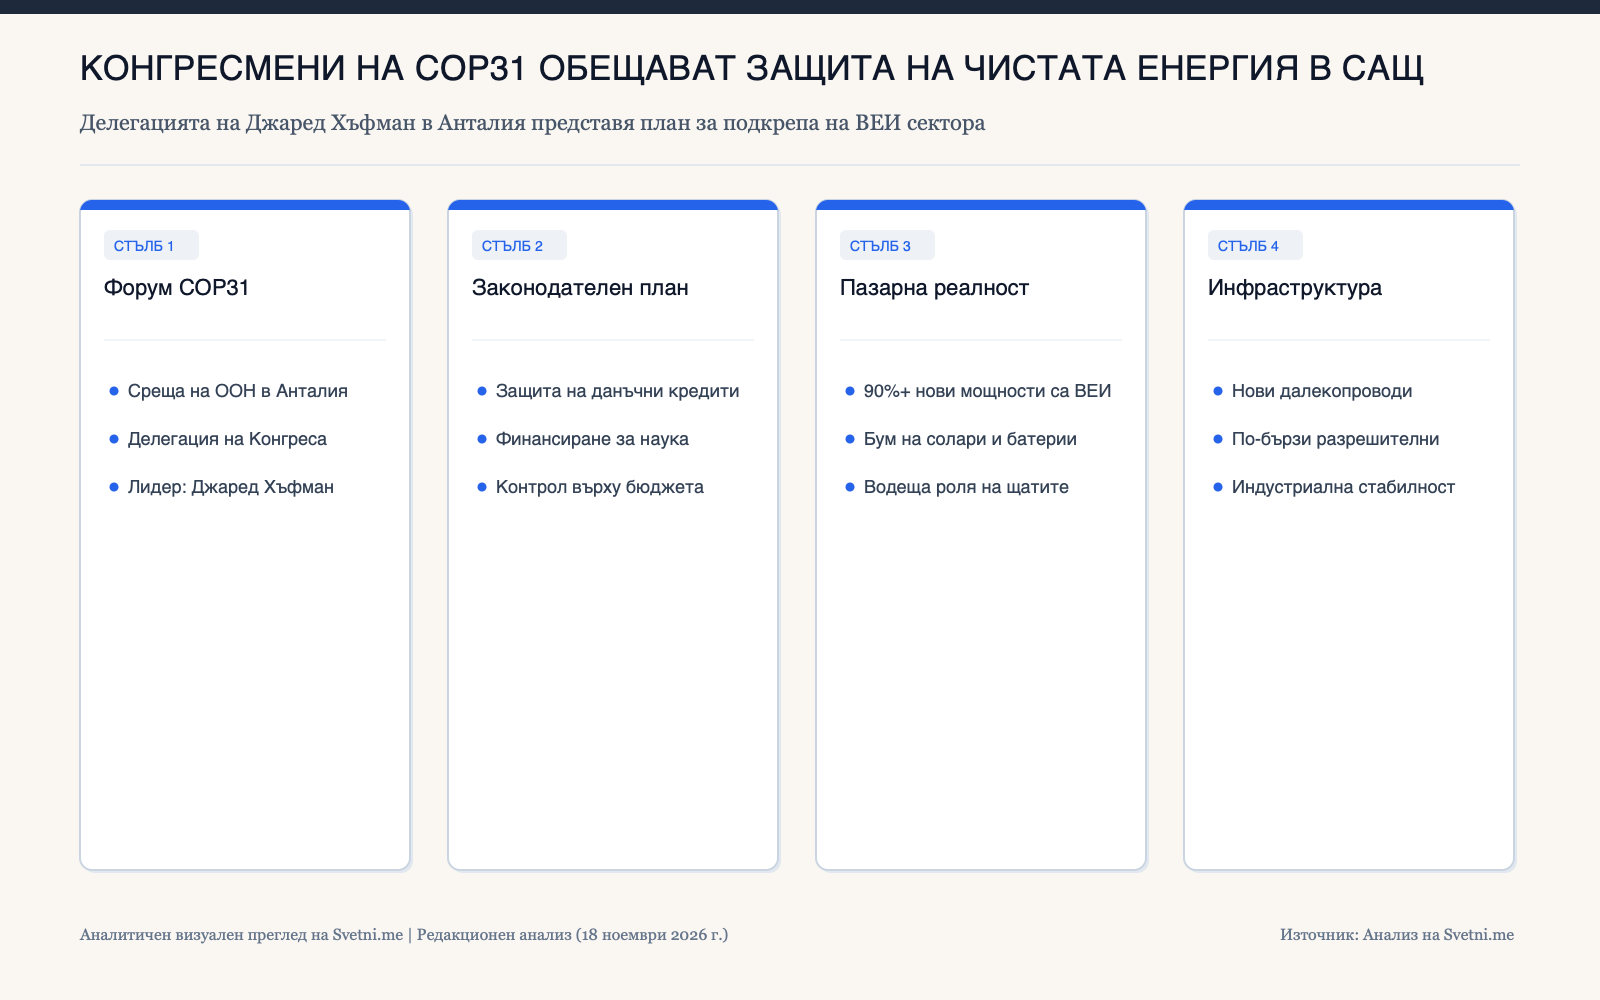 КОНГРЕСМЕНИ НА COP31 ОБЕЩАВАТ ЗАЩИТА НА ЧИСТАТА ЕНЕРГИЯ В САЩ
Делегацията на Джаред Хъфман в Анталия представя план за подкрепа на ВЕИ сектора
СТЪЛБ 1
Форум COP31
Среща на ООН в Анталия
Делегация на Конгреса
Лидер: Джаред Хъфман
СТЪЛБ 2
Законодателен план
Защита на данъчни кредити
Финансиране за наука
Контрол върху бюджета
СТЪЛБ 3
Пазарна реалност
90%+ нови мощности са ВЕИ
Бум на солари и батерии
Водеща роля на щатите
СТЪЛБ 4
Инфраструктура
Нови далекопроводи
По-бързи разрешителни
Индустриална стабилност
Аналитичен визуален преглед на Svetni.me | Редакционен анализ (18 ноември 2026 г.)
Източник: Анализ на Svetni.me